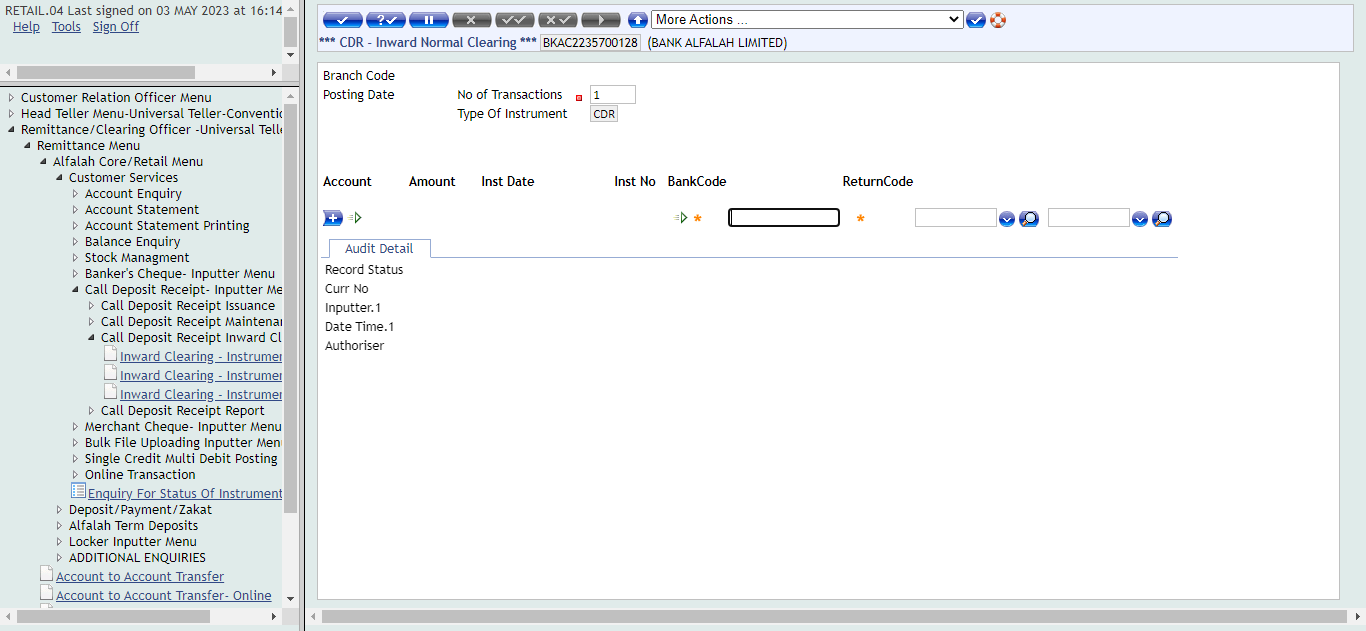 RETAIL.04 Last signed on 03 MAY 2023 at 16:14
Help Tools Sign Off
Customer Relation Officer Menu
Head Teller Menu-Universal Teller-Conventic
Remittance/Clearing Officer -Universal Telle
Remittance Menu
Alfalah Core/Retail Menu
Customer Services
Account Enquiry
Account Statement
Account Statement Printing
Balance Enquiry
Stock Managment
Banker's Cheque- Inputter Menu
Call Deposit Receipt- Inputter Me
Call Deposit Receipt Issuance
Call Deposit Receipt Maintenar
Call Deposit Receipt Inward Cl
Inward Clearing - Instrumer
Inward Clearing - Instrumer
Inward Clearing - Instrumer
Call Deposit Receipt Report
Merchant Cheque- Inputter Menu
Bulk File Uploading Inputter Menu
Single Credit Multi Debit Posting
Online Transaction
Enquiry For Status Of Instrument
Deposit/Payment/Zakat
Alfalah Term Deposits
Locker Inputter Menu
ADDITIONAL ENQUIRIES
Account to Account Transfer
Account to Account Transfer- Online
More Actions ...
*** CDR - Inward Normal Clearing *** BKAC2235700128 (BANK ALFALAH LIMITED)
Branch Code
Posting Date No of Transactions 1
Type Of Instrument CDR
Account Amount Inst Date Inst No BankCode ReturnCode
Audit Detail
Record Status
Curr No
Inputter.1
Date Time.1
Authoriser